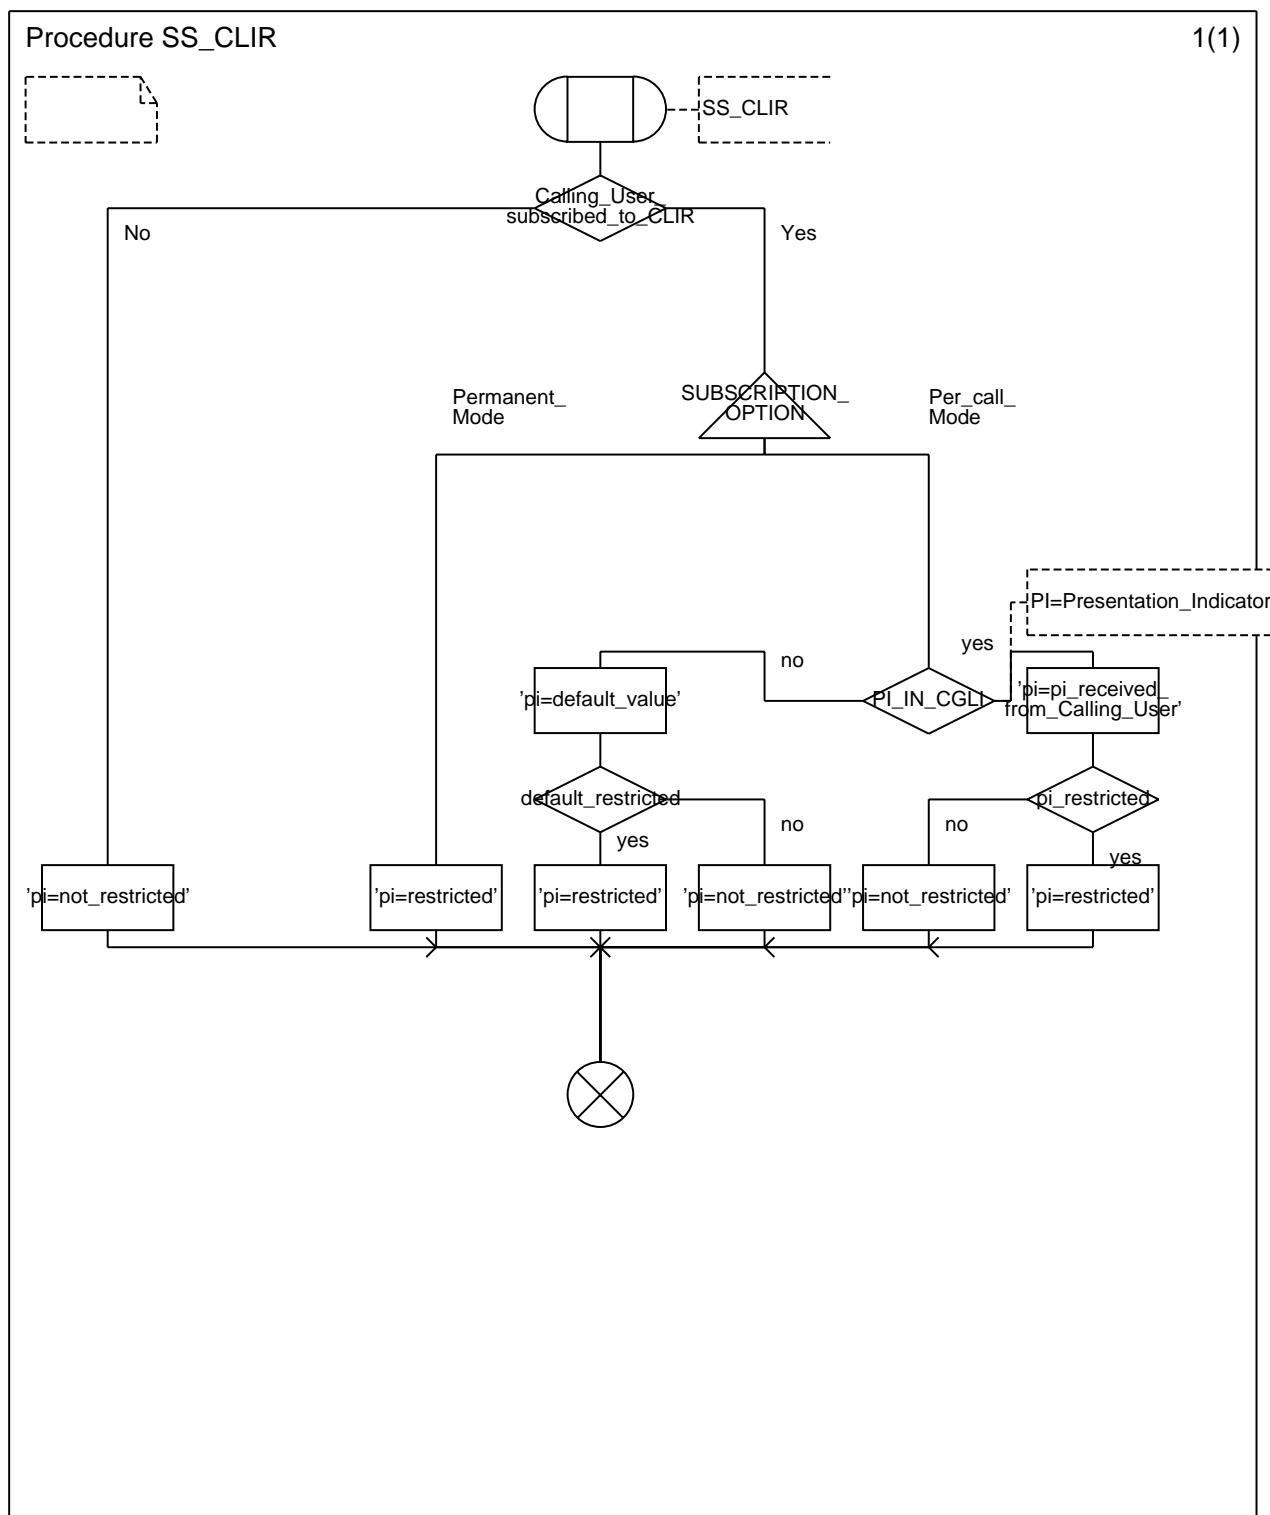 Procedure SS_CLIR
1(1)
SS_CLIR
Calling_User_
subscribed_to_CLIR
No
Yes
SUBSCRIPTION_
OPTION
Permanent_
Mode
Per_call_
Mode
PI=Presentation_Indicator
no
yes
'pi=default_value'
PI_IN_CGLI
'pi=pi_received_
from_Calling_User'
default_restricted
pi_restricted
yes
no
no
yes
'pi=not_restricted'
'pi=restricted'
'pi=restricted'
'pi=not_restricted'
'pi=not_restricted'
'pi=restricted'